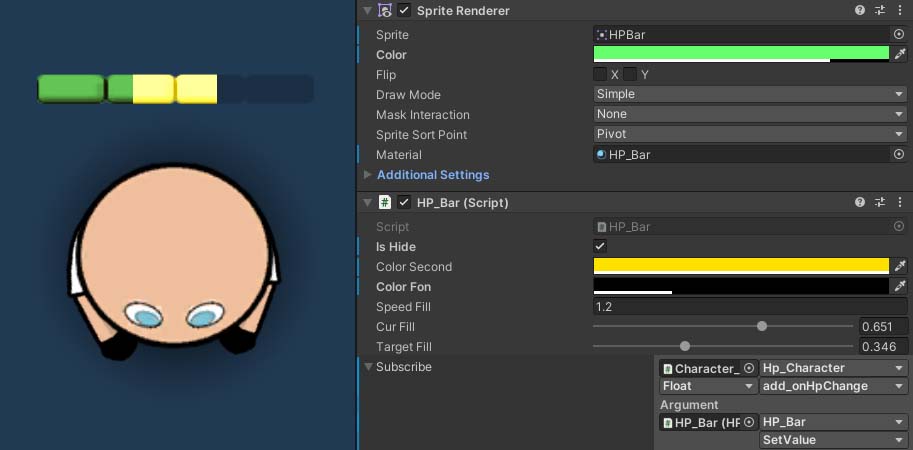 Sprite Renderer
Sprite HPBar
Color
Flip X Y
Draw Mode Simple
Mask Interaction None
Sprite Sort Point Pivot
Material HP_Bar
Additional Settings
# HP_Bar (Script)
Script HP_Bar
Is Hide
Color Second
Color Fon
Speed Fill 1.2
Cur Fill 0.651
Target Fill 0.346
Subscribe Character_ Hp_Character
Float add_onHpChange
Argument
HP_Bar (HP HP_Bar
SetValue